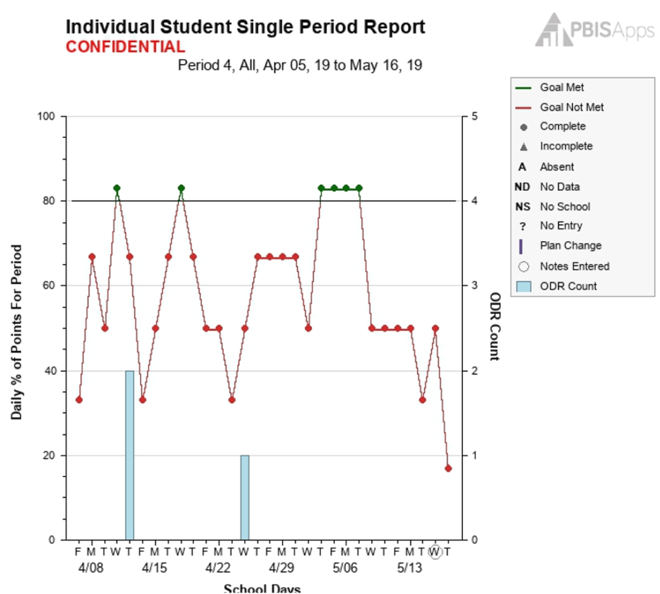 Individual Student Single Period Report
CONFIDENTIAL
PBISApps
Period 4, All, Apr 05, 19 to May 16, 19
Goal Met
Goal Not Met
Complete
Incomplete
A Absent
ND No Data
NS No School
? No Entry
Plan Change
Notes Entered
ODR Count
Daily % of Points For Period
100
80
60
40
20
0
5
4
3
2
1
0
ODR Count
F M T W T F M T W T F M T W T F M T W T F M T W T F M T W T
4/08 4/15 4/22 4/29 5/06 5/13
School Days